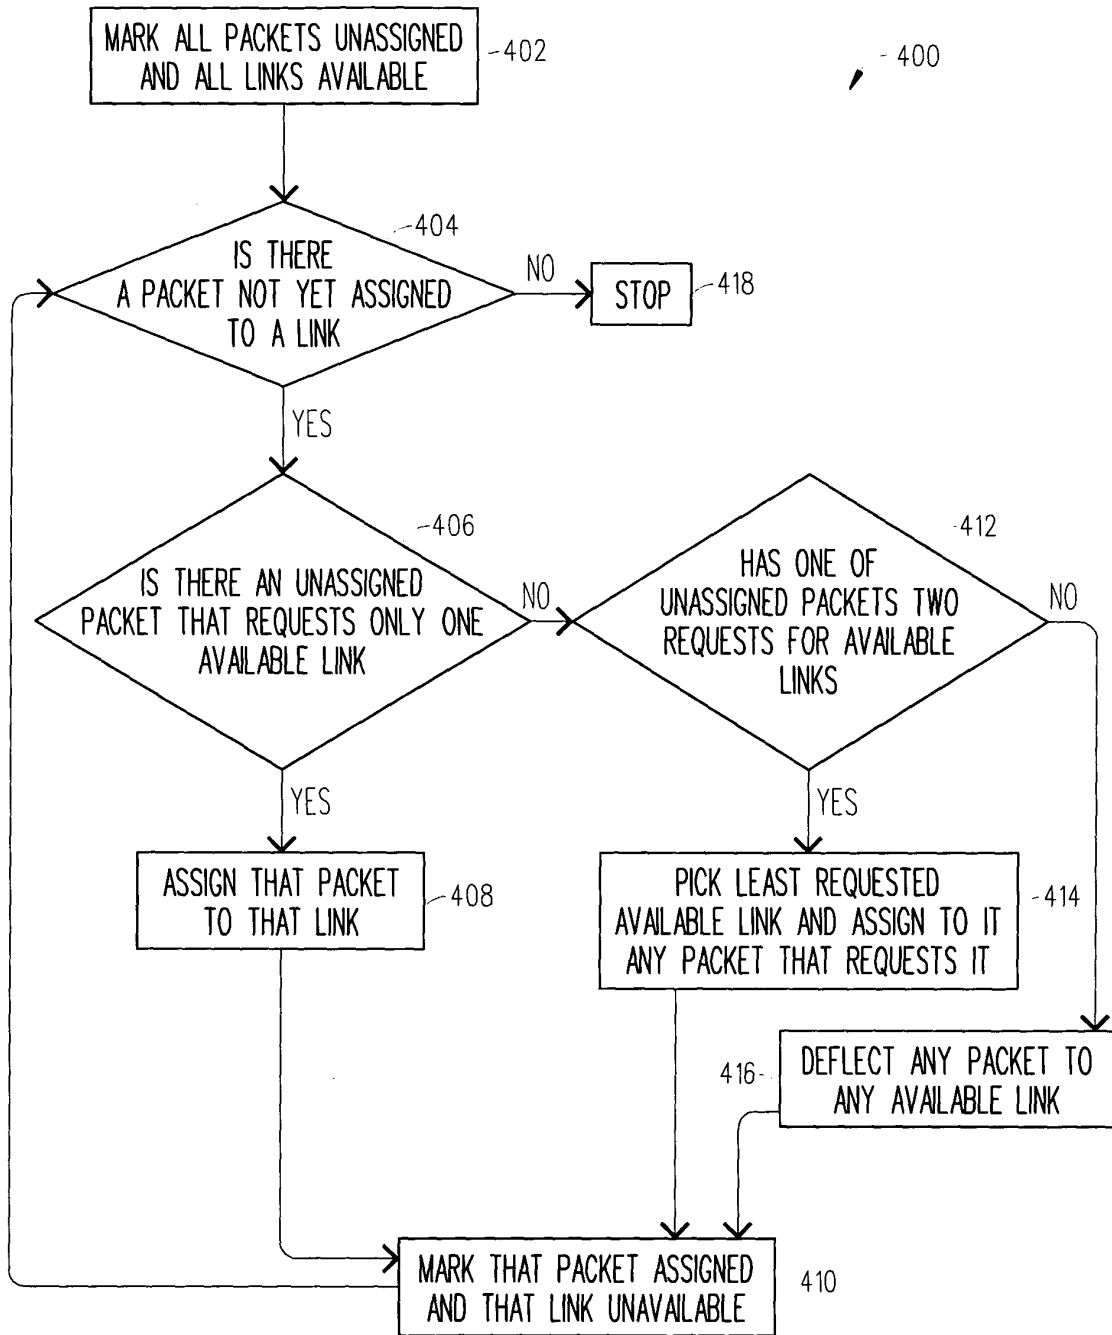 MARK ALL PACKETS UNASSIGNED
AND ALL LINKS AVAILABLE
402
400
404
IS THERE
A PACKET NOT YET ASSIGNED
TO A LINK
NO
STOP
418
YES
406
IS THERE AN UNASSIGNED
PACKET THAT REQUESTS ONLY ONE
AVAILABLE LINK
NO
412
HAS ONE OF
UNASSIGNED PACKETS TWO
REQUESTS FOR AVAILABLE
LINKS
NO
YES
YES
ASSIGN THAT PACKET
TO THAT LINK
408
PICK LEAST REQUESTED
AVAILABLE LINK AND ASSIGN TO IT
ANY PACKET THAT REQUESTS IT
414
416
DEFLECT ANY PACKET TO
ANY AVAILABLE LINK
MARK THAT PACKET ASSIGNED
AND THAT LINK UNAVAILABLE
410